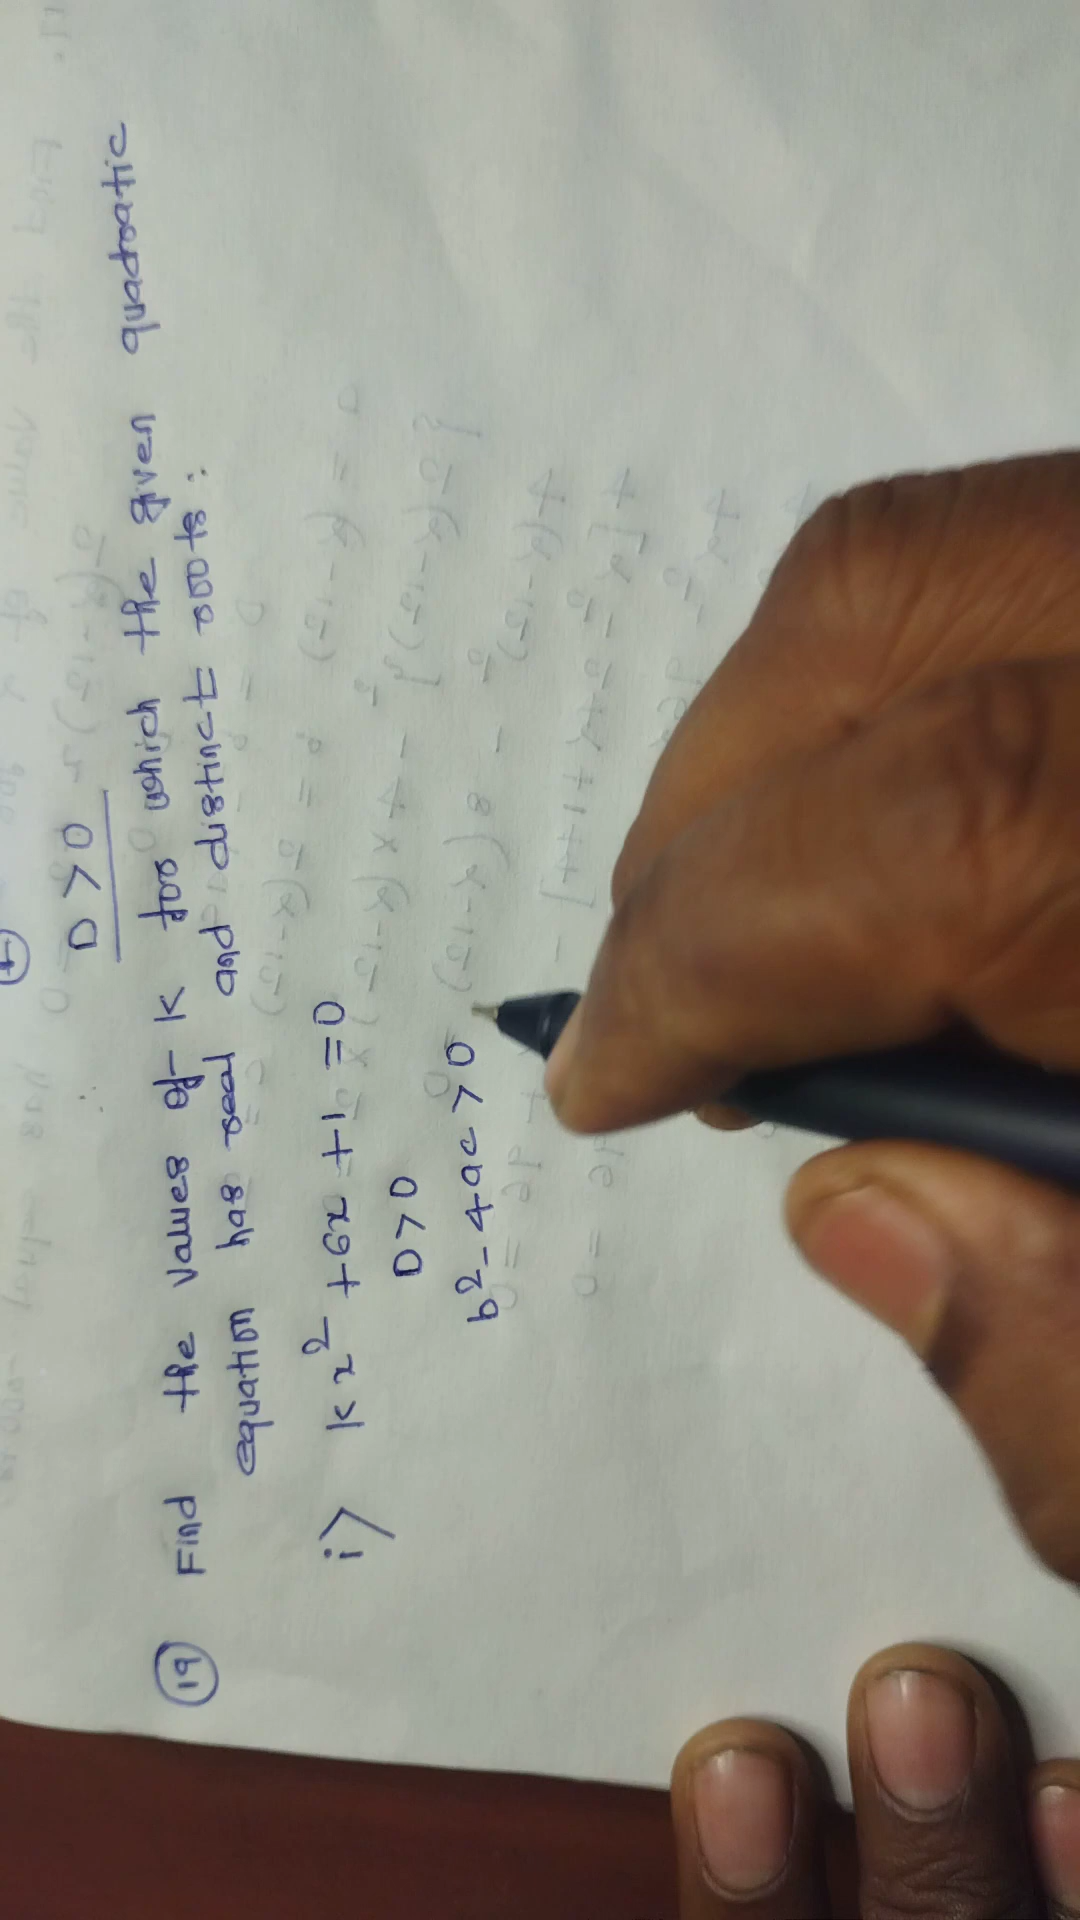 D > 0
19 Find the values of K for which the given quadratic
equation has real and distinct roots :
i> Kx² + 6x + 1 = 0
D > 0
b² - 4ac > 0